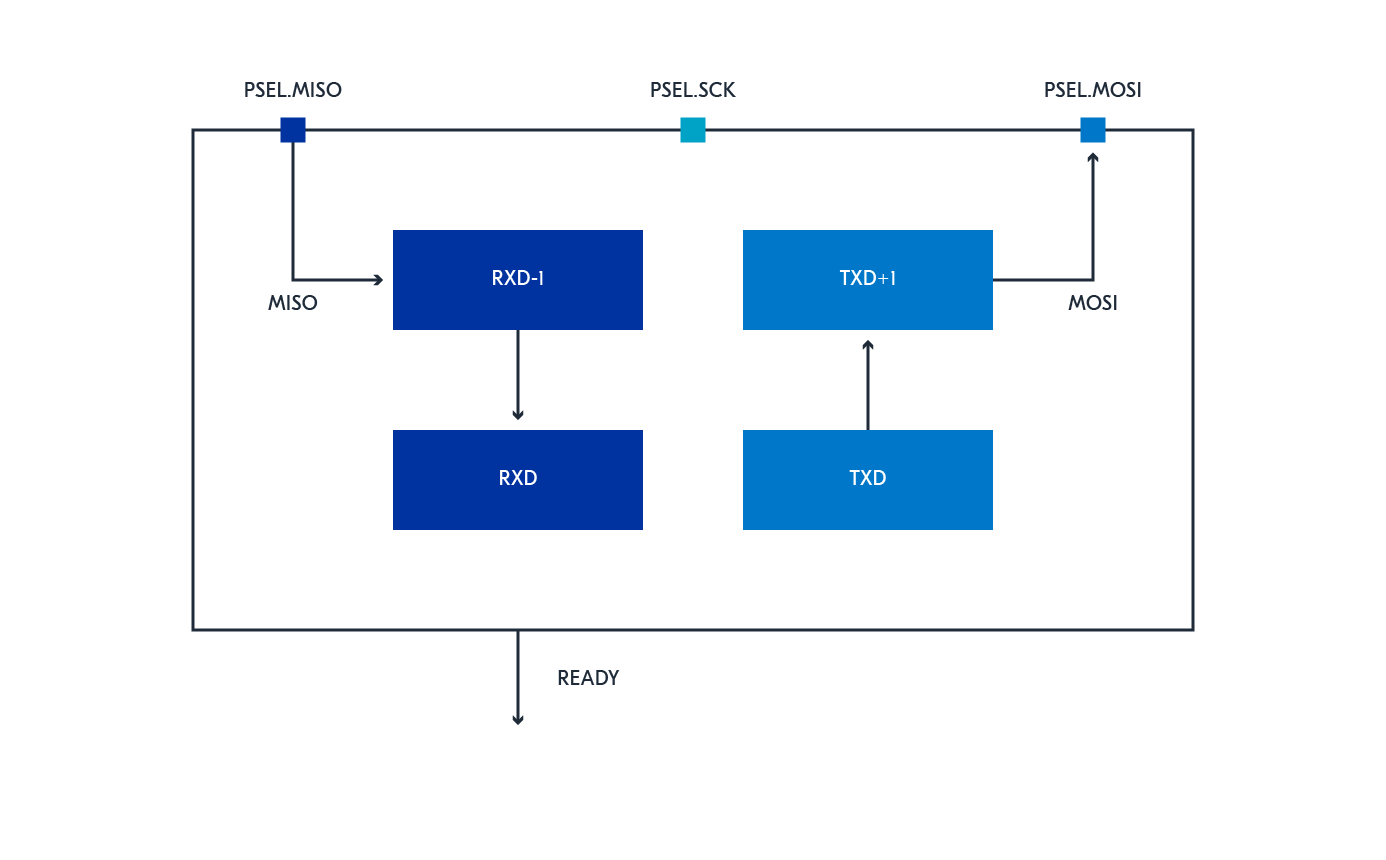 PSEL.MISO
PSEL.SCK
PSEL.MOSI
RXD-1
TXD+1
MISO
MOSI
RXD
TXD
READY